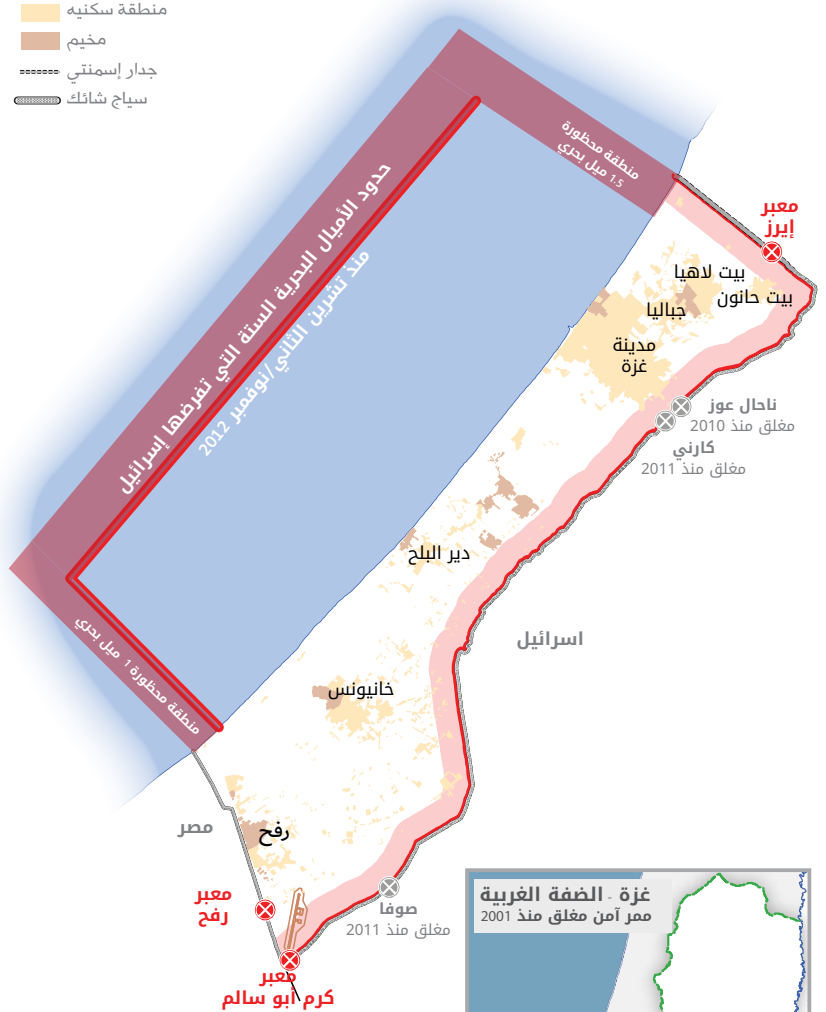 منطقة سكنيه
مخيم
جدار إسمنتي
سياج شائك
منطقة محظورة
1.5 ميل بحري
حدود الأميال البحرية الستة التي تفرضها إسرائيل
منذ تشرين الثاني/نوفمبر 2012
معبر
إيرز
بيت لاهيا
بيت حانون
جباليا
مدينة
غزة
ناحال عوز
مغلق منذ 2010
كارني
مغلق منذ 2011
دير البلح
اسرائيل
منطقة محظورة 1 ميل بحري
خانيونس
مصر
رفح
معبر
رفح
صوفا
مغلق منذ 2011
معبر
كرم أبو سالم
غزة - الضفة الغربية
ممر آمن مغلق منذ 2001